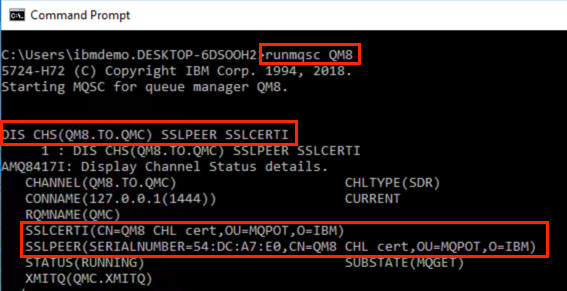 Command Prompt
C:\Users\ibmdemo.DESKTOP-6DSOOH2>runmqsc QM8
5724-H72 (C) Copyright IBM Corp. 1994, 2018.
Starting MQSC for queue manager QM8.
DIS CHS(QM8.TO.QMC) SSLPEER SSLCERTI
1 : DIS CHS(QM8.TO.QMC) SSLPEER SSLCERTI
AMQ8417I: Display Channel Status details.
CHANNEL(QM8.TO.QMC) CHLTYPE(SDR)
CONNAME(127.0.0.1(1444)) CURRENT
RQMNAME(QMC)
SSLCERTI(CN=QM8 CHL cert,OU=MQPOT,O=IBM)
SSLPEER(SERIALNUMBER=54:DC:A7:E0,CN=QM8 CHL cert,OU=MQPOT,O=IBM)
STATUS(RUNNING) SUBSTATE(MQGET)
XMITQ(QMC.XMITQ)